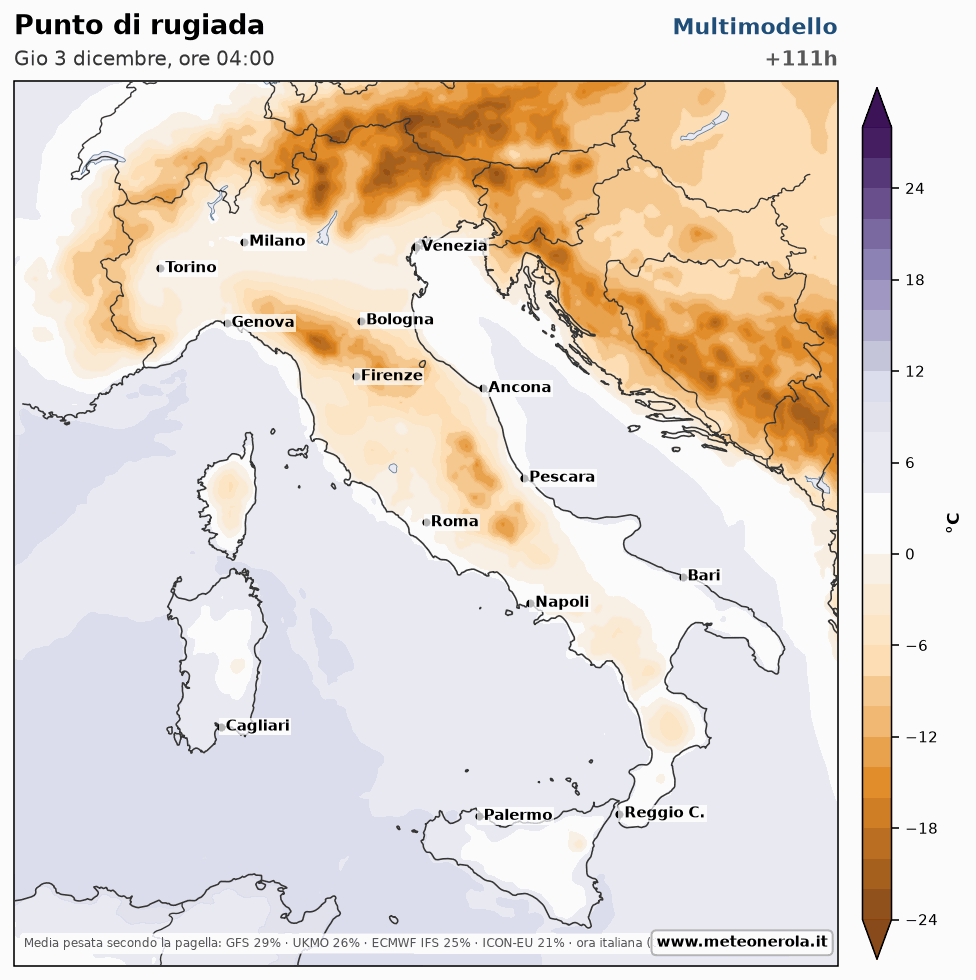 Punto di rugiada
Multimodello
Gio 3 dicembre, ore 04:00
+111h
Milano
Venezia
Torino
Genova
Bologna
Firenze
Ancona
Pescara
Roma
Bari
Napoli
Cagliari
Palermo
Reggio C.
24
18
12
6
0
−6
−12
−18
−24
°C
Media pesata secondo la pagella: GFS 29% · UKMO 26% · ECMWF IFS 25% · ICON-EU 21% · ora italiana (
www.meteonerola.it